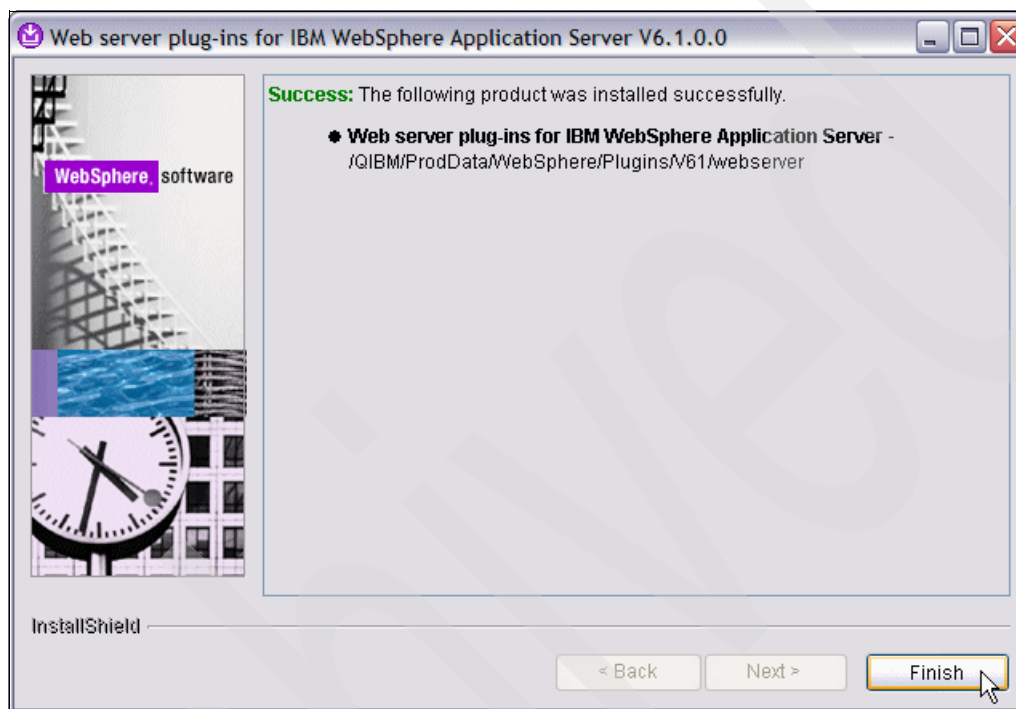 Web server plug-ins for IBM WebSphere Application Server V6.1.0.0
Success: The following product was installed successfully.
● Web server plug-ins for IBM WebSphere Application Server -
/QIBM/ProdData/WebSphere/Plugins/V61/webserver
WebSphere. software
InstallShield
< Back
Next >
Finish